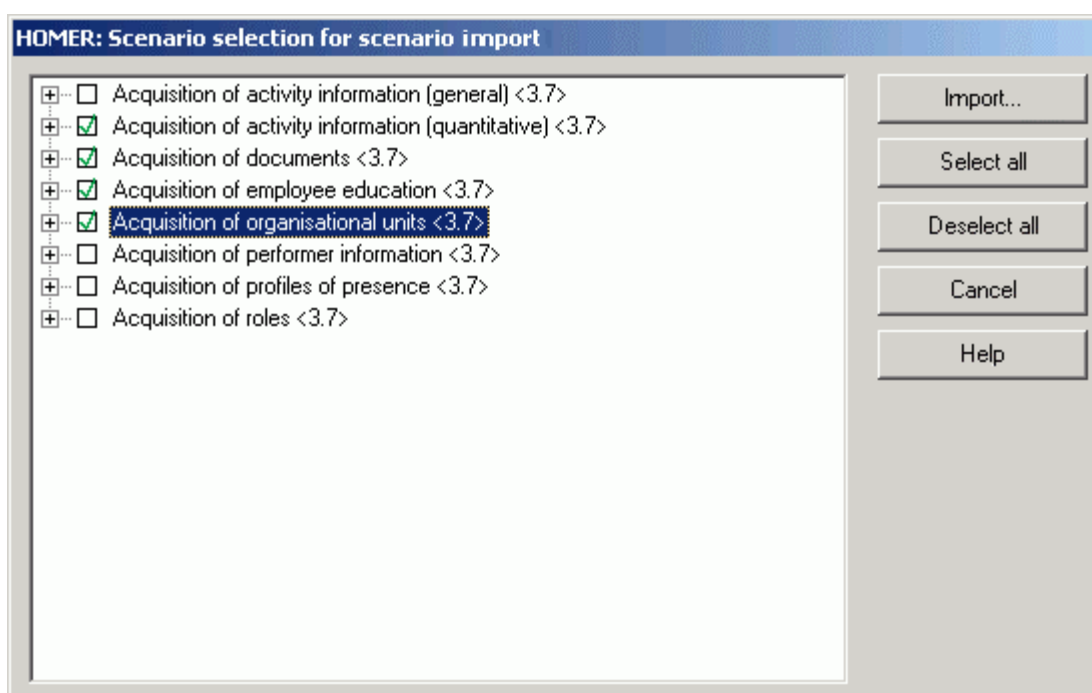 HOMER: Scenario selection for scenario import
Acquisition of activity information (general) <3.7>
Acquisition of activity information (quantitative) <3.7>
Acquisition of documents <3.7>
Acquisition of employee education <3.7>
Acquisition of organisational units <3.7>
Acquisition of performer information <3.7>
Acquisition of profiles of presence <3.7>
Acquisition of roles <3.7>
Import...
Select all
Deselect all
Cancel
Help